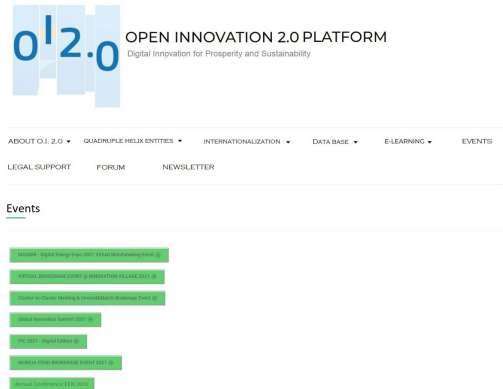 OI2.0
OPEN INNOVATION 2.0 PLATFORM
Digital Innovation for Prosperity and Sustainability
ABOUT O.I. 2.0 QUADRUPLE HELIX ENTITIES INTERNATIONALIZATION DATA BASE E-LEARNING EVENTS
LEGAL SUPPORT FORUM NEWSLETTER
Events
Digital Energy Expo 2021 Virtual Matchmaking Event
VIRTUAL BROKERAGE EVENT @ INNOVATION VILLAGE 2021
Cluster-to-Cluster Meeting & Innovat&Match Brokerage Event
Global Innovation Summit 2021
PIC 2021 - Digital Edition
MURCIA FOOD BROKERAGE EVENT 2021
Annual Conference EEN 2019